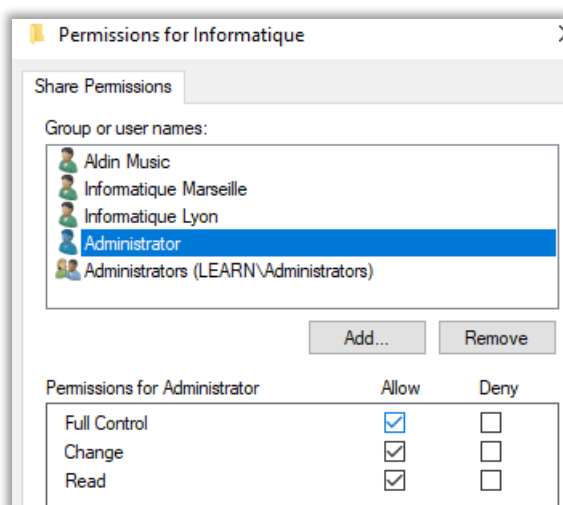 Permissions for Informatique
Share Permissions
Group or user names:
Aldin Music
Informatique Marseille
Informatique Lyon
Administrator
Administrators (LEARN\Administrators)
Add... Remove
Permissions for Administrator Allow Deny
Full Control
Change
Read